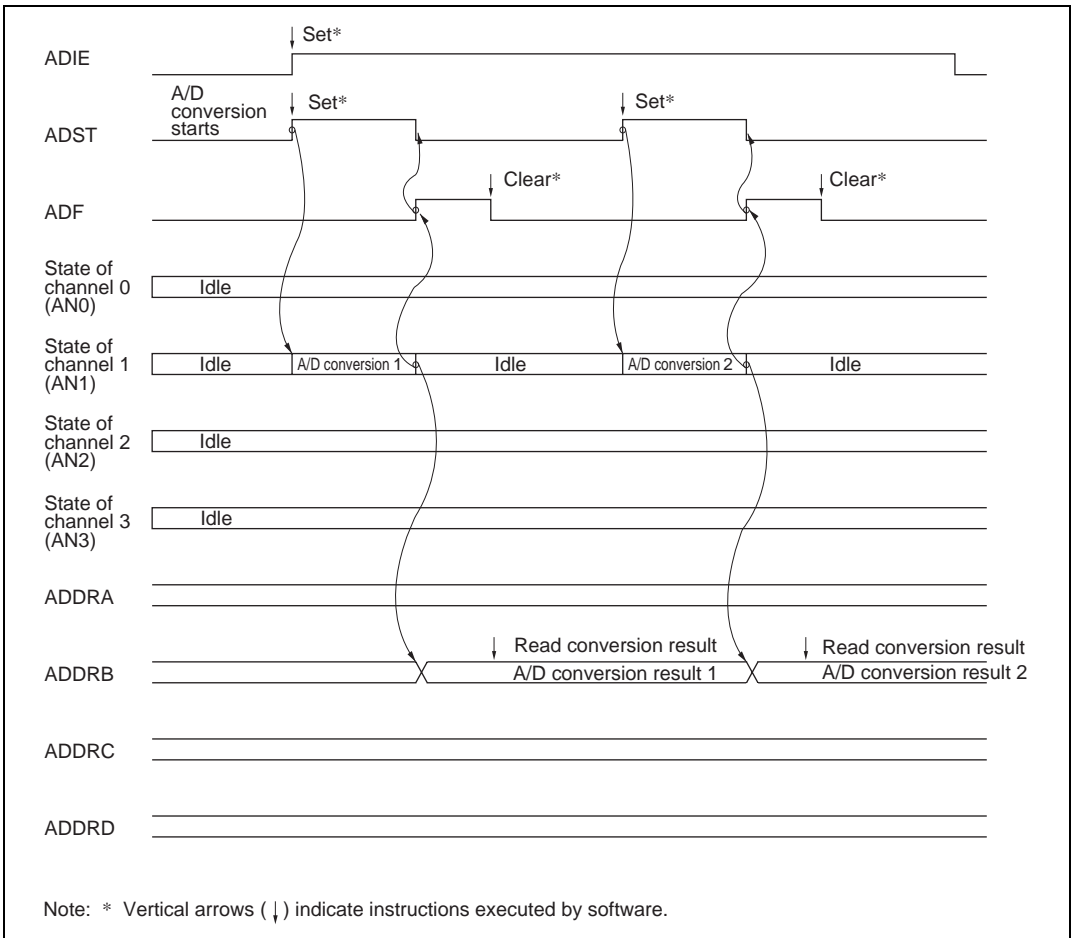 Set*
ADIE
A/D
conversion
starts
Set*
Set*
ADST
Clear*
Clear*
ADF
State of
channel 0
(AN0)
Idle
State of
channel 1
(AN1)
Idle
A/D conversion 1
Idle
A/D conversion 2
Idle
State of
channel 2
(AN2)
Idle
State of
channel 3
(AN3)
Idle
ADDRA
Read conversion result
Read conversion result
ADDRB
A/D conversion result 1
A/D conversion result 2
ADDRC
ADDRD
Note: * Vertical arrows (↓) indicate instructions executed by software.